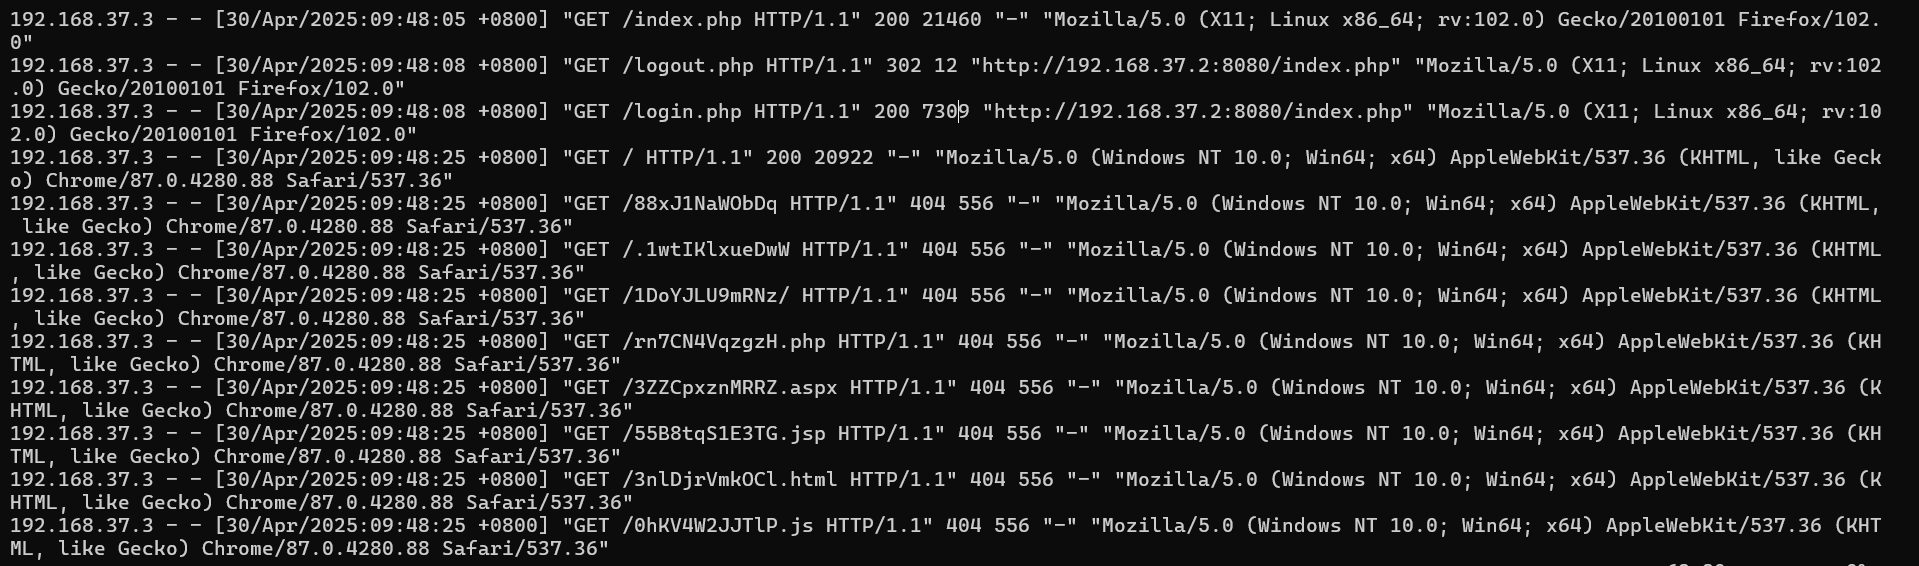 192.168.37.3 - - [30/Apr/2025:09:48:05 +0800] "GET /index.php HTTP/1.1" 200 21460 "-" "Mozilla/5.0 (X11; Linux x86_64; rv:102.0) Gecko/20100101 Firefox/102.
0"
192.168.37.3 - - [30/Apr/2025:09:48:08 +0800] "GET /logout.php HTTP/1.1" 302 12 "http://192.168.37.2:8080/index.php" "Mozilla/5.0 (X11; Linux x86_64; rv:102
.0) Gecko/20100101 Firefox/102.0"
192.168.37.3 - - [30/Apr/2025:09:48:08 +0800] "GET /login.php HTTP/1.1" 200 7309 "http://192.168.37.2:8080/index.php" "Mozilla/5.0 (X11; Linux x86_64; rv:10
2.0) Gecko/20100101 Firefox/102.0"
192.168.37.3 - - [30/Apr/2025:09:48:25 +0800] "GET / HTTP/1.1" 200 20922 "-" "Mozilla/5.0 (Windows NT 10.0; Win64; x64) AppleWebKit/537.36 (KHTML, like Geck
o) Chrome/87.0.4280.88 Safari/537.36"
192.168.37.3 - - [30/Apr/2025:09:48:25 +0800] "GET /88xJ1NaWObDq HTTP/1.1" 404 556 "-" "Mozilla/5.0 (Windows NT 10.0; Win64; x64) AppleWebKit/537.36 (KHTML,
 like Gecko) Chrome/87.0.4280.88 Safari/537.36"
192.168.37.3 - - [30/Apr/2025:09:48:25 +0800] "GET /.1wtIKlxueDwW HTTP/1.1" 404 556 "-" "Mozilla/5.0 (Windows NT 10.0; Win64; x64) AppleWebKit/537.36 (KHTML
, like Gecko) Chrome/87.0.4280.88 Safari/537.36"
192.168.37.3 - - [30/Apr/2025:09:48:25 +0800] "GET /1DoYJLU9mRNz/ HTTP/1.1" 404 556 "-" "Mozilla/5.0 (Windows NT 10.0; Win64; x64) AppleWebKit/537.36 (KHTML
, like Gecko) Chrome/87.0.4280.88 Safari/537.36"
192.168.37.3 - - [30/Apr/2025:09:48:25 +0800] "GET /rn7CN4VqzgzH.php HTTP/1.1" 404 556 "-" "Mozilla/5.0 (Windows NT 10.0; Win64; x64) AppleWebKit/537.36 (KH
TML, like Gecko) Chrome/87.0.4280.88 Safari/537.36"
192.168.37.3 - - [30/Apr/2025:09:48:25 +0800] "GET /3ZZCpxznMRRZ.aspx HTTP/1.1" 404 556 "-" "Mozilla/5.0 (Windows NT 10.0; Win64; x64) AppleWebKit/537.36 (K
HTML, like Gecko) Chrome/87.0.4280.88 Safari/537.36"
192.168.37.3 - - [30/Apr/2025:09:48:25 +0800] "GET /55B8tqS1E3TG.jsp HTTP/1.1" 404 556 "-" "Mozilla/5.0 (Windows NT 10.0; Win64; x64) AppleWebKit/537.36 (KH
TML, like Gecko) Chrome/87.0.4280.88 Safari/537.36"
192.168.37.3 - - [30/Apr/2025:09:48:25 +0800] "GET /3nlDjrVmkOCl.html HTTP/1.1" 404 556 "-" "Mozilla/5.0 (Windows NT 10.0; Win64; x64) AppleWebKit/537.36 (K
HTML, like Gecko) Chrome/87.0.4280.88 Safari/537.36"
192.168.37.3 - - [30/Apr/2025:09:48:25 +0800] "GET /0hKV4W2JJTlP.js HTTP/1.1" 404 556 "-" "Mozilla/5.0 (Windows NT 10.0; Win64; x64) AppleWebKit/537.36 (KHT
ML, like Gecko) Chrome/87.0.4280.88 Safari/537.36"